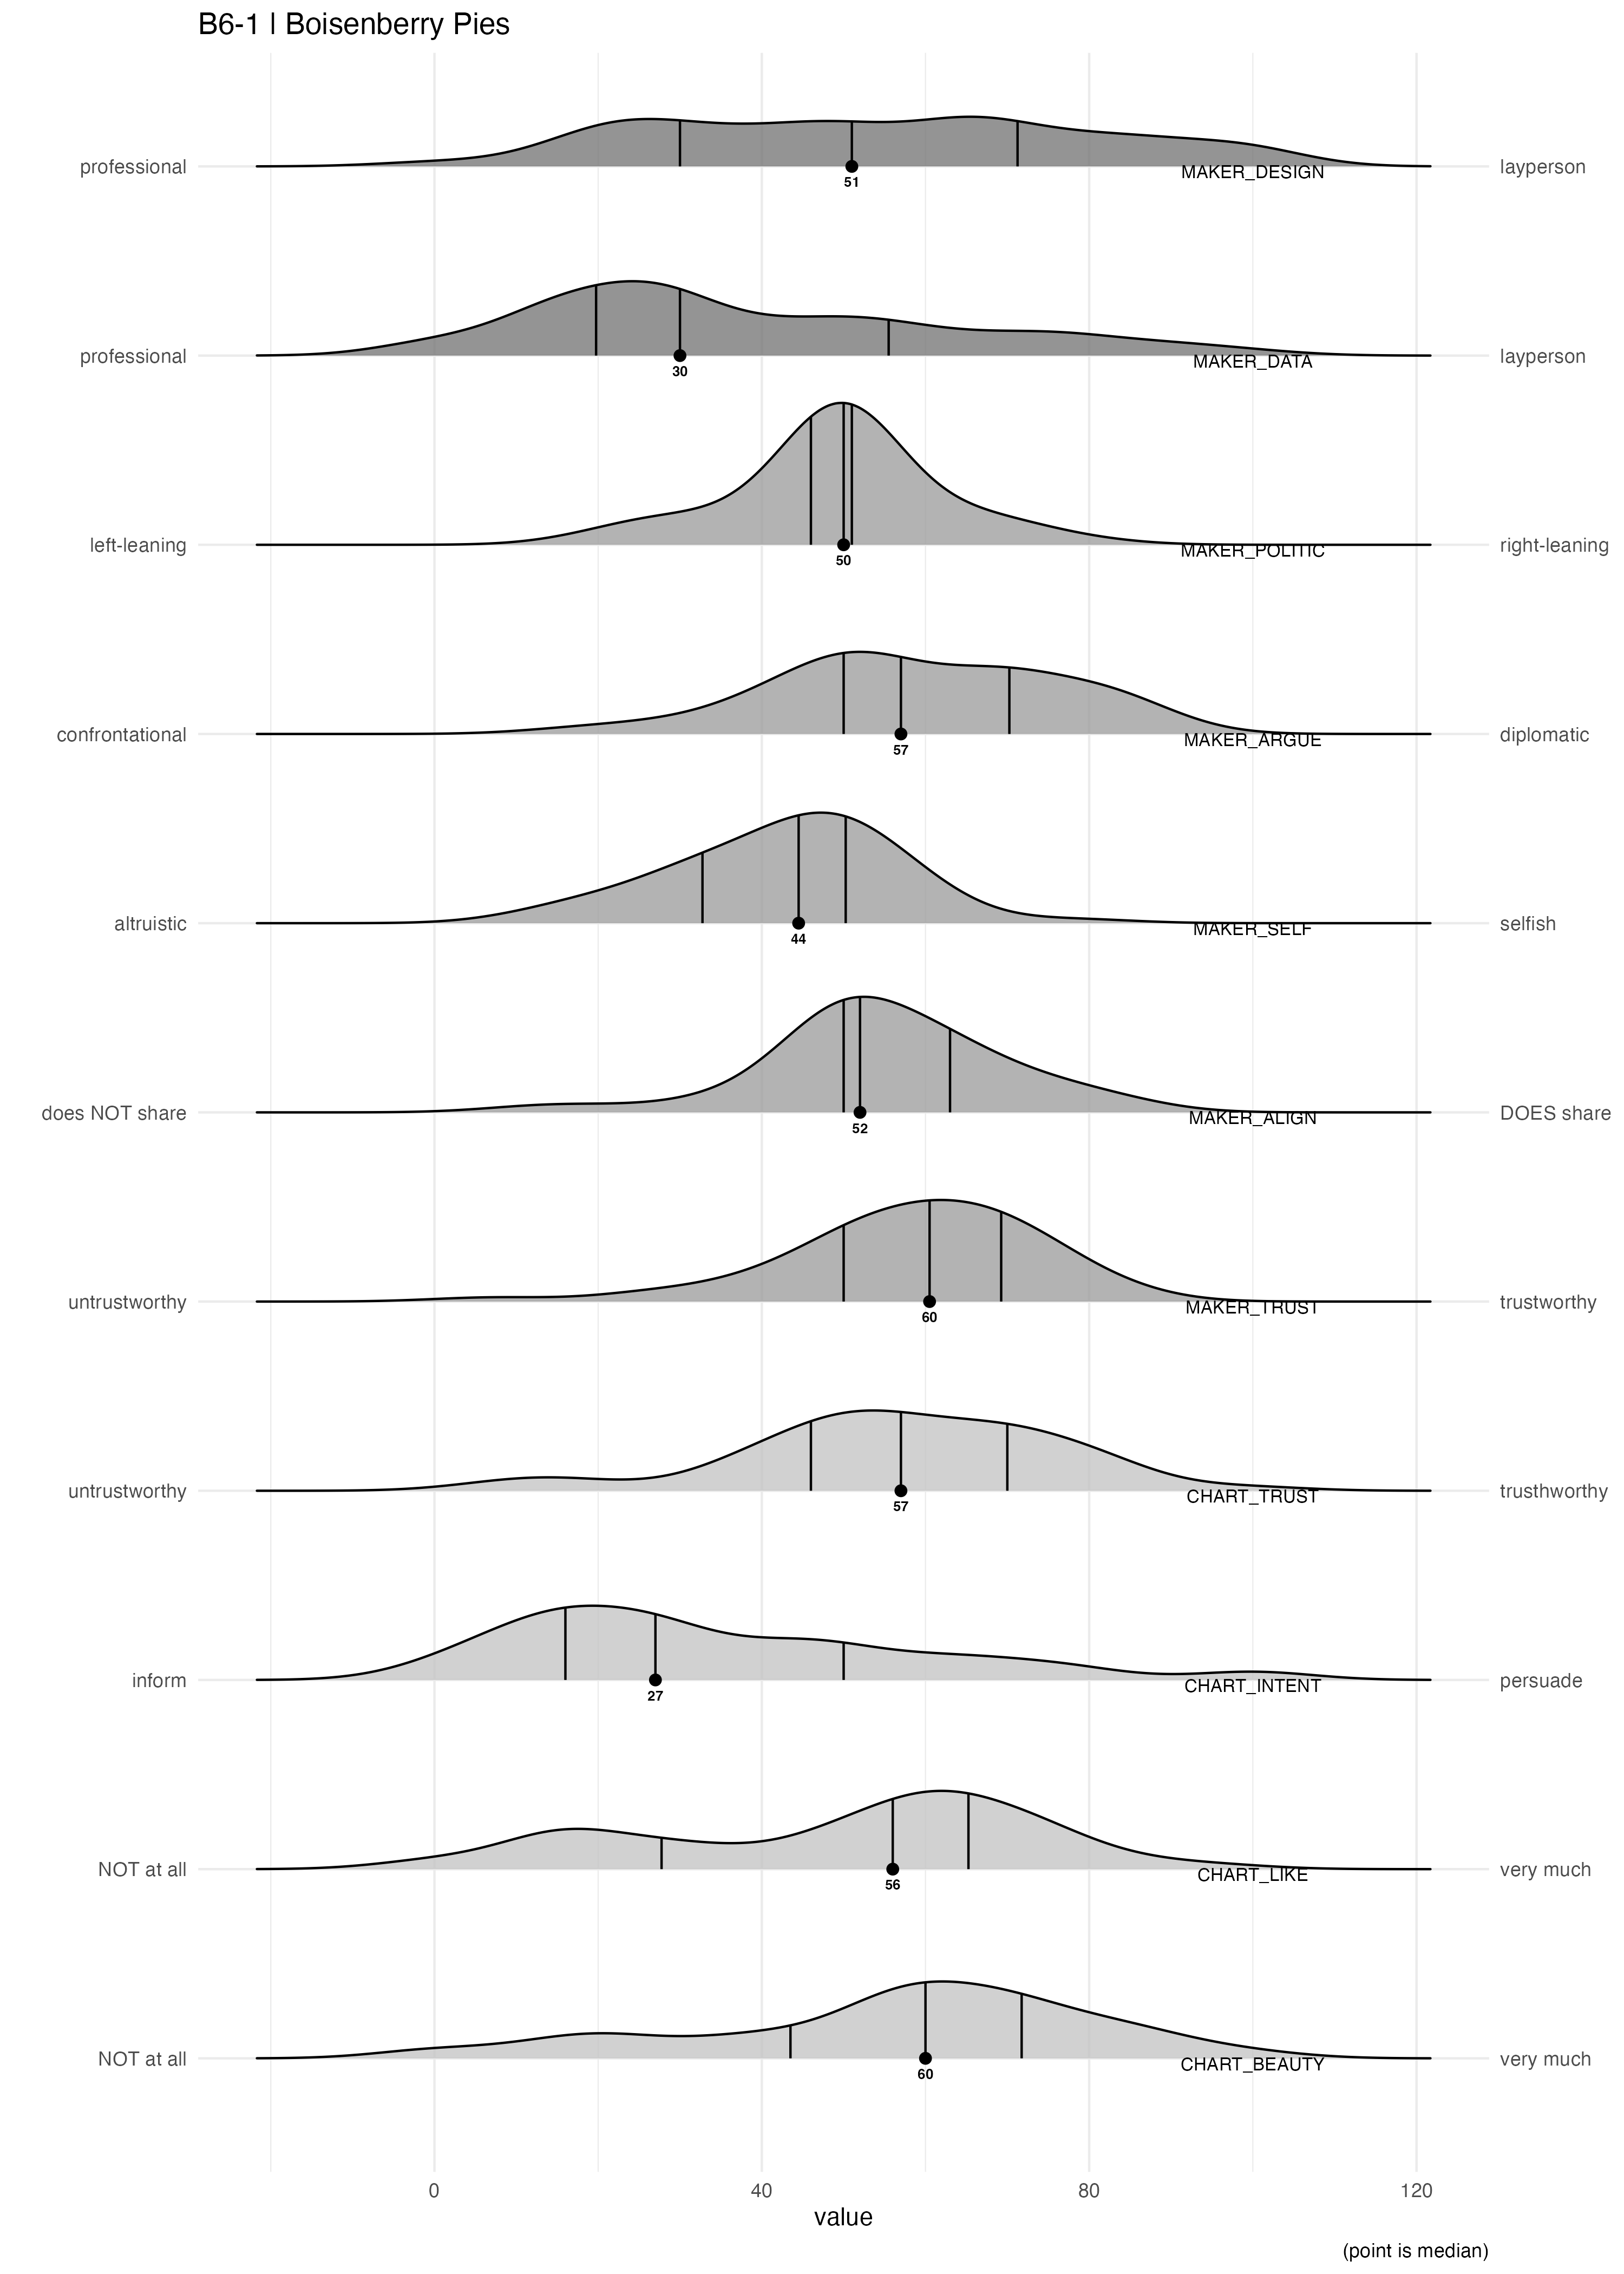 B6-1 | Boisenberry Pies
professional
layperson
MAKER_DESIGN
51
professional
layperson
MAKER_DATA
30
left-leaning
right-leaning
MAKER_POLITIC
50
confrontational
diplomatic
MAKER_ARGUE
57
altruistic
selfish
MAKER_SELF
44
does NOT share
DOES share
MAKER_ALIGN
52
untrustworthy
trustworthy
MAKER_TRUST
60
untrustworthy
trusthworthy
CHART_TRUST
57
inform
persuade
CHART_INTENT
27
NOT at all
very much
CHART_LIKE
56
NOT at all
very much
CHART_BEAUTY
60
0 40 80 120
value
(point is median)